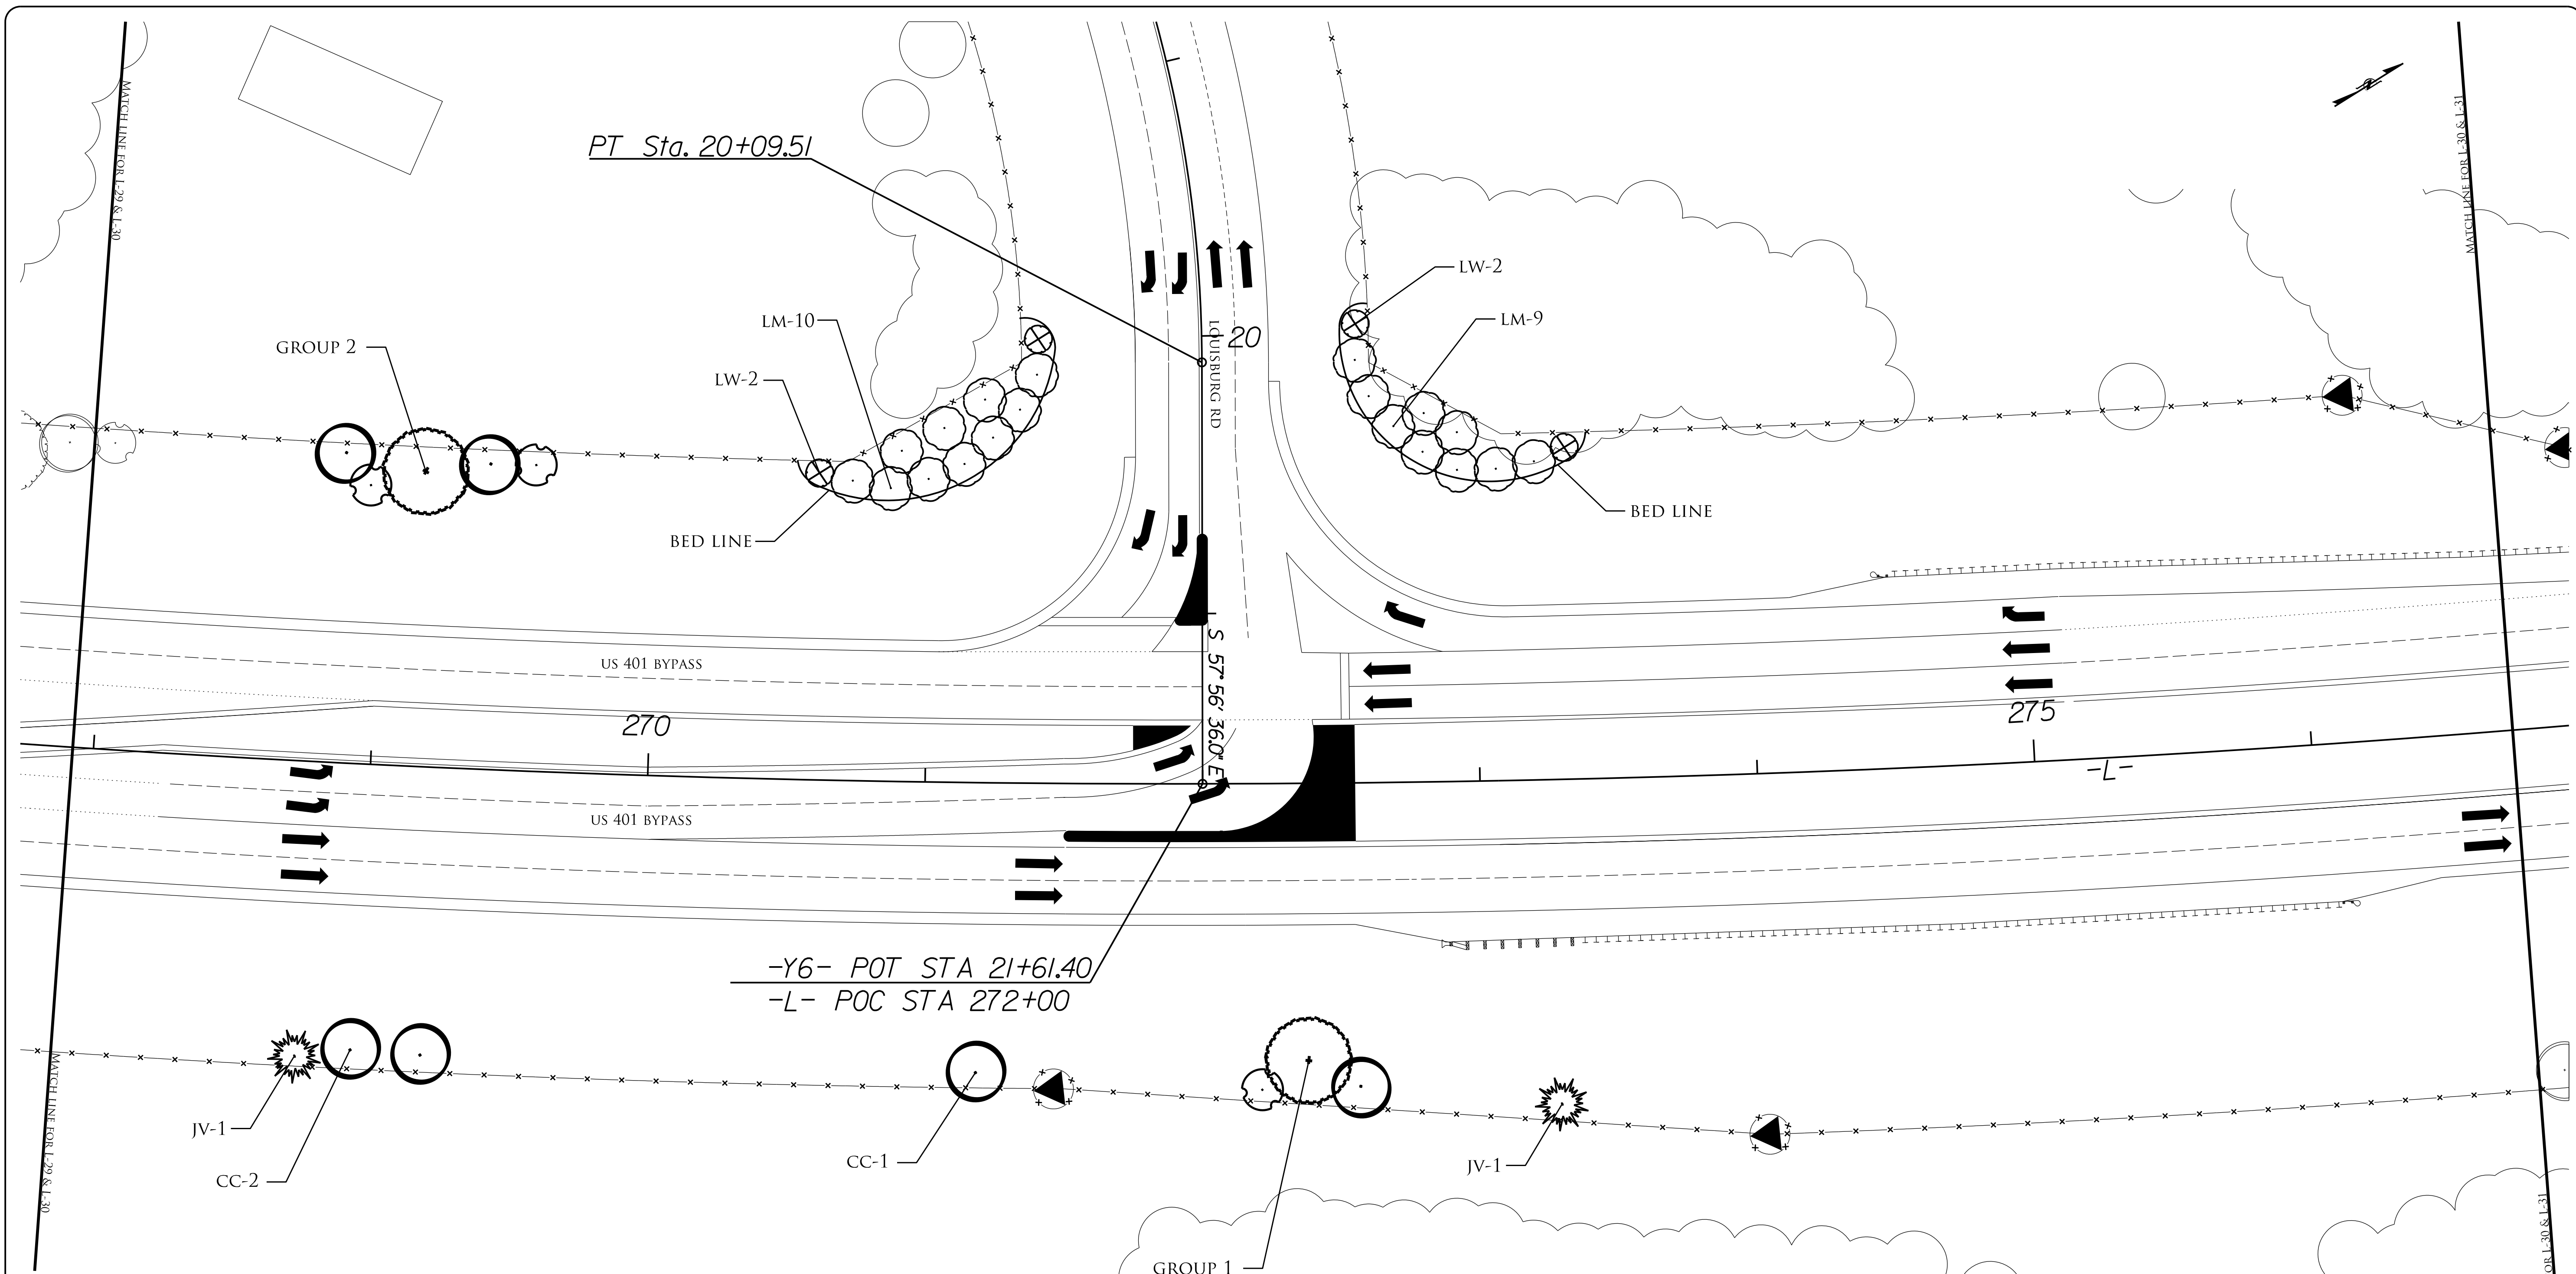 MATCH LINE FOR L-29 & L-30
MATCH LINE FOR L-30 & L-31
PT Sta. 20+09.51
LW-2
LM-10
LM-9
GROUP 2
LW-2
20
LOUISBURG RD
BED LINE
BED LINE
S 57° 56' 36.0" E
US 401 BYPASS
270
275
-L-
US 401 BYPASS
-Y6- POT STA 21+61.40
-L- POC STA 272+00
MATCH LINE FOR L-29 & L-30
JV-1
CC-2
CC-1
JV-1
GROUP 1
OR L-30 & L-31